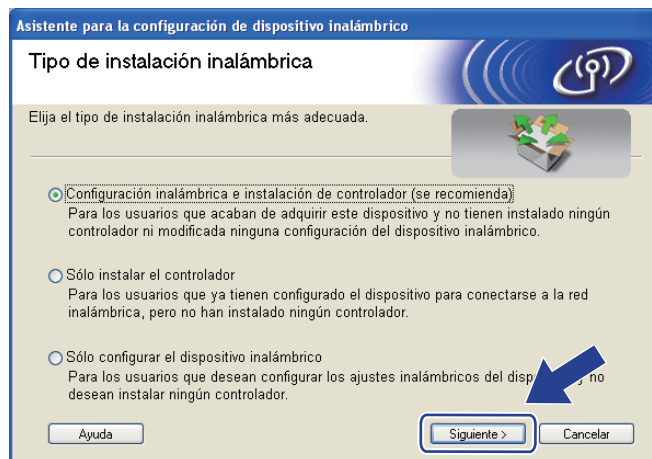 Asistente para la configuración de dispositivo inalámbrico
Tipo de instalación inalámbrica
Elija el tipo de instalación inalámbrica más adecuada.
Configuración inalámbrica e instalación de controlador (se recomienda)
Para los usuarios que acaban de adquirir este dispositivo y no tienen instalado ningún
controlador ni modificada ninguna configuración del dispositivo inalámbrico.
Sólo instalar el controlador
Para los usuarios que ya tienen configurado el dispositivo para conectarse a la red
inalámbrica, pero no han instalado ningún controlador.
Sólo configurar el dispositivo inalámbrico
Para los usuarios que desean configurar los ajustes inalámbricos del no
desean instalar ningún controlador.
Ayuda
Siguiente >
Cancelar